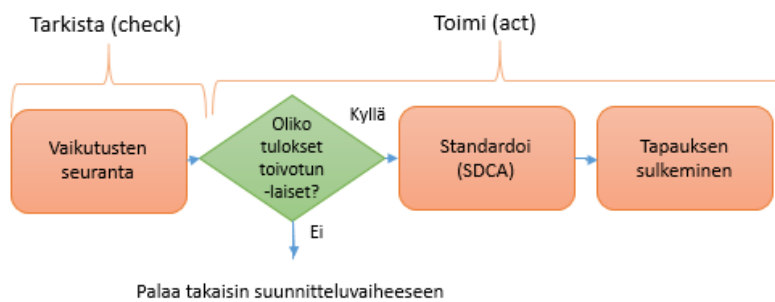 Tarkista (check)
Toimi (act)
Vaikutusten
seuranta
Oliko
tulokset
toivotun
-laiset?
Kyllä
Standardoi
(SDCA)
Tapauksen
sulkeminen
Ei
Palaa takaisin suunnitteluvaiheeseen